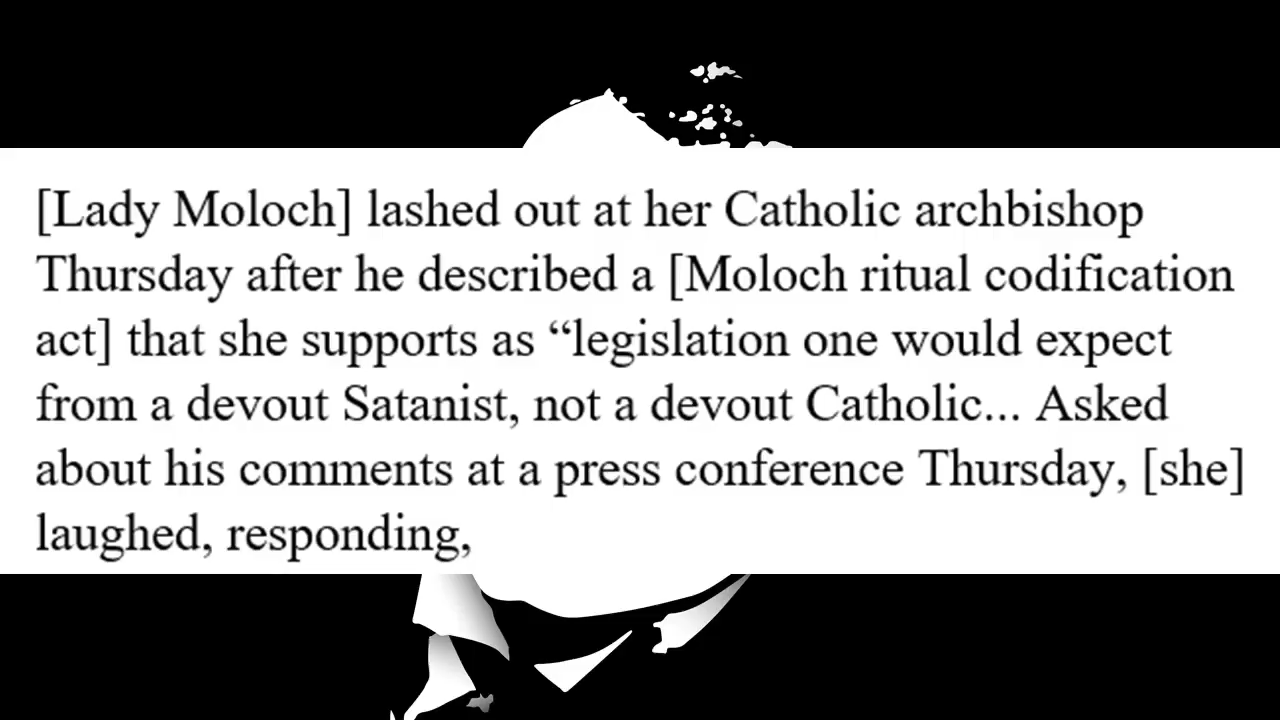 [Lady Moloch] lashed out at her Catholic archbishop
Thursday after he described a [Moloch ritual codification
act] that she supports as “legislation one would expect
from a devout Satanist, not a devout Catholic... Asked
about his comments at a press conference Thursday, [she]
laughed, responding,